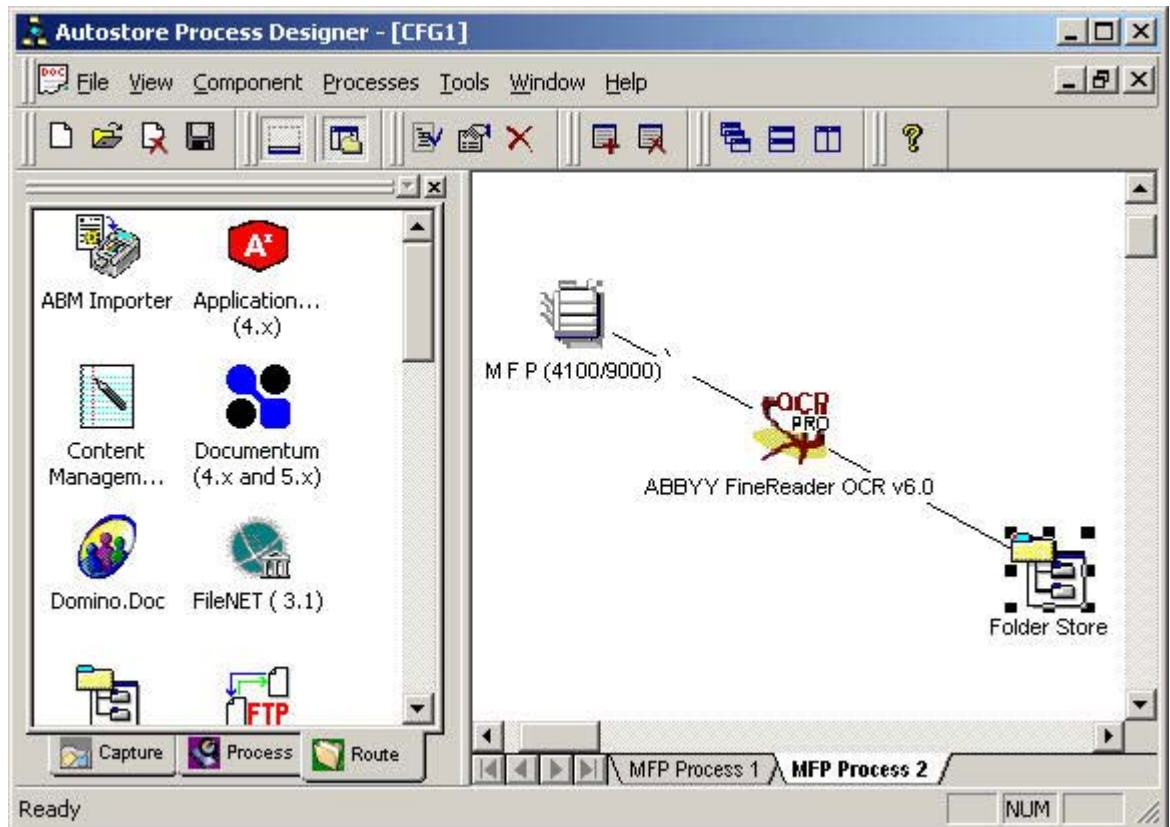 Autostore Process Designer - [CFG1]
DOC
File View Component Processes Tools Window Help
ABM Importer
Application...
(4.x)
Content
Managem...
Documentum
(4.x and 5.x)
Domino.Doc
FileNET ( 3.1)
FTP
Capture
Process
Route
M F P (4100/9000)
OCR
PRO
ABBYY FineReader OCR v6.0
Folder Store
MFP Process 1
MFP Process 2
Ready
NUM